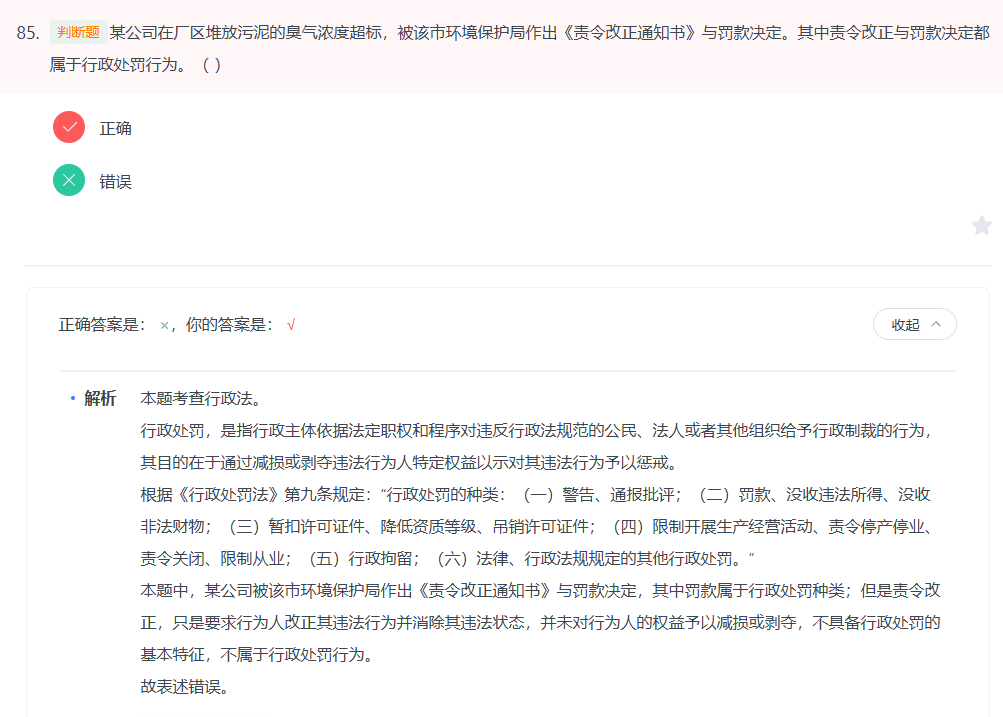 85. 判断题 某公司在厂区堆放污泥的臭气浓度超标，被该市环境保护局作出《责令改正通知书》与罚款决定。其中责令改正与罚款决定都
属于行政处罚行为。（ ）
正确
错误
正确答案是： ×，你的答案是： √
收起
解析 本题考查行政法。
行政处罚，是指行政主体依据法定职权和程序对违反行政法规范的公民、法人或者其他组织给予行政制裁的行为，
其目的在于通过减损或剥夺违法行为人特定权益以示对其违法行为予以惩戒。
根据《行政处罚法》第九条规定：“行政处罚的种类：（一）警告、通报批评；（二）罚款、没收违法所得、没收
非法财物；（三）暂扣许可证件、降低资质等级、吊销许可证件；（四）限制开展生产经营活动、责令停产停业、
责令关闭、限制从业；（五）行政拘留；（六）法律、行政法规规定的其他行政处罚。”
本题中，某公司被该市环境保护局作出《责令改正通知书》与罚款决定，其中罚款属于行政处罚种类；但是责令改
正，只是要求行为人改正其违法行为并消除其违法状态，并未对行为人的权益予以减损或剥夺，不具备行政处罚的
基本特征，不属于行政处罚行为。
故表述错误。